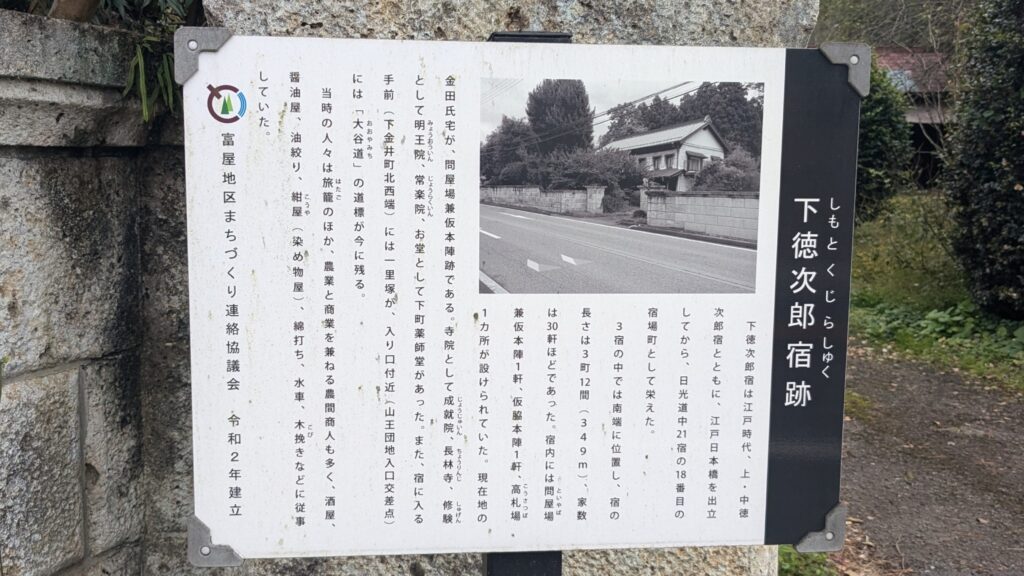 しもとくじらしゅく
下徳次郎宿跡
下徳次郎宿は江戸時代、上・中徳
次郎宿とともに、江戸日本橋を出立
してから、日光道中21宿の18番目の
宿場町として栄えた。
3宿の中では南端に位置し、宿の
長さは3町12間（349m）、家数
は30軒ほどであった。宿内には問屋場
兼仮本陣1軒、仮脇本陣1軒、高札場
1カ所が設けられていた。現在地の
金田氏宅が、問屋場兼仮本陣跡である。寺院として成就院、長林寺、修験
として明王院、常楽院、お堂として下町薬師堂があった。また、宿に入る
手前（下金井町北西端）には一里塚が、入り口付近（山王団地入口交差点）
には「大谷道」の道標が今に残る。
当時の人々は旅籠のほか、農業と商業を兼ねる農間商人も多く、酒屋、
醤油屋、油絞り、紺屋（染め物屋）、綿打ち、水車、木挽きなどに従事
していた。
富屋地区まちづくり連絡協議会　令和2年建立